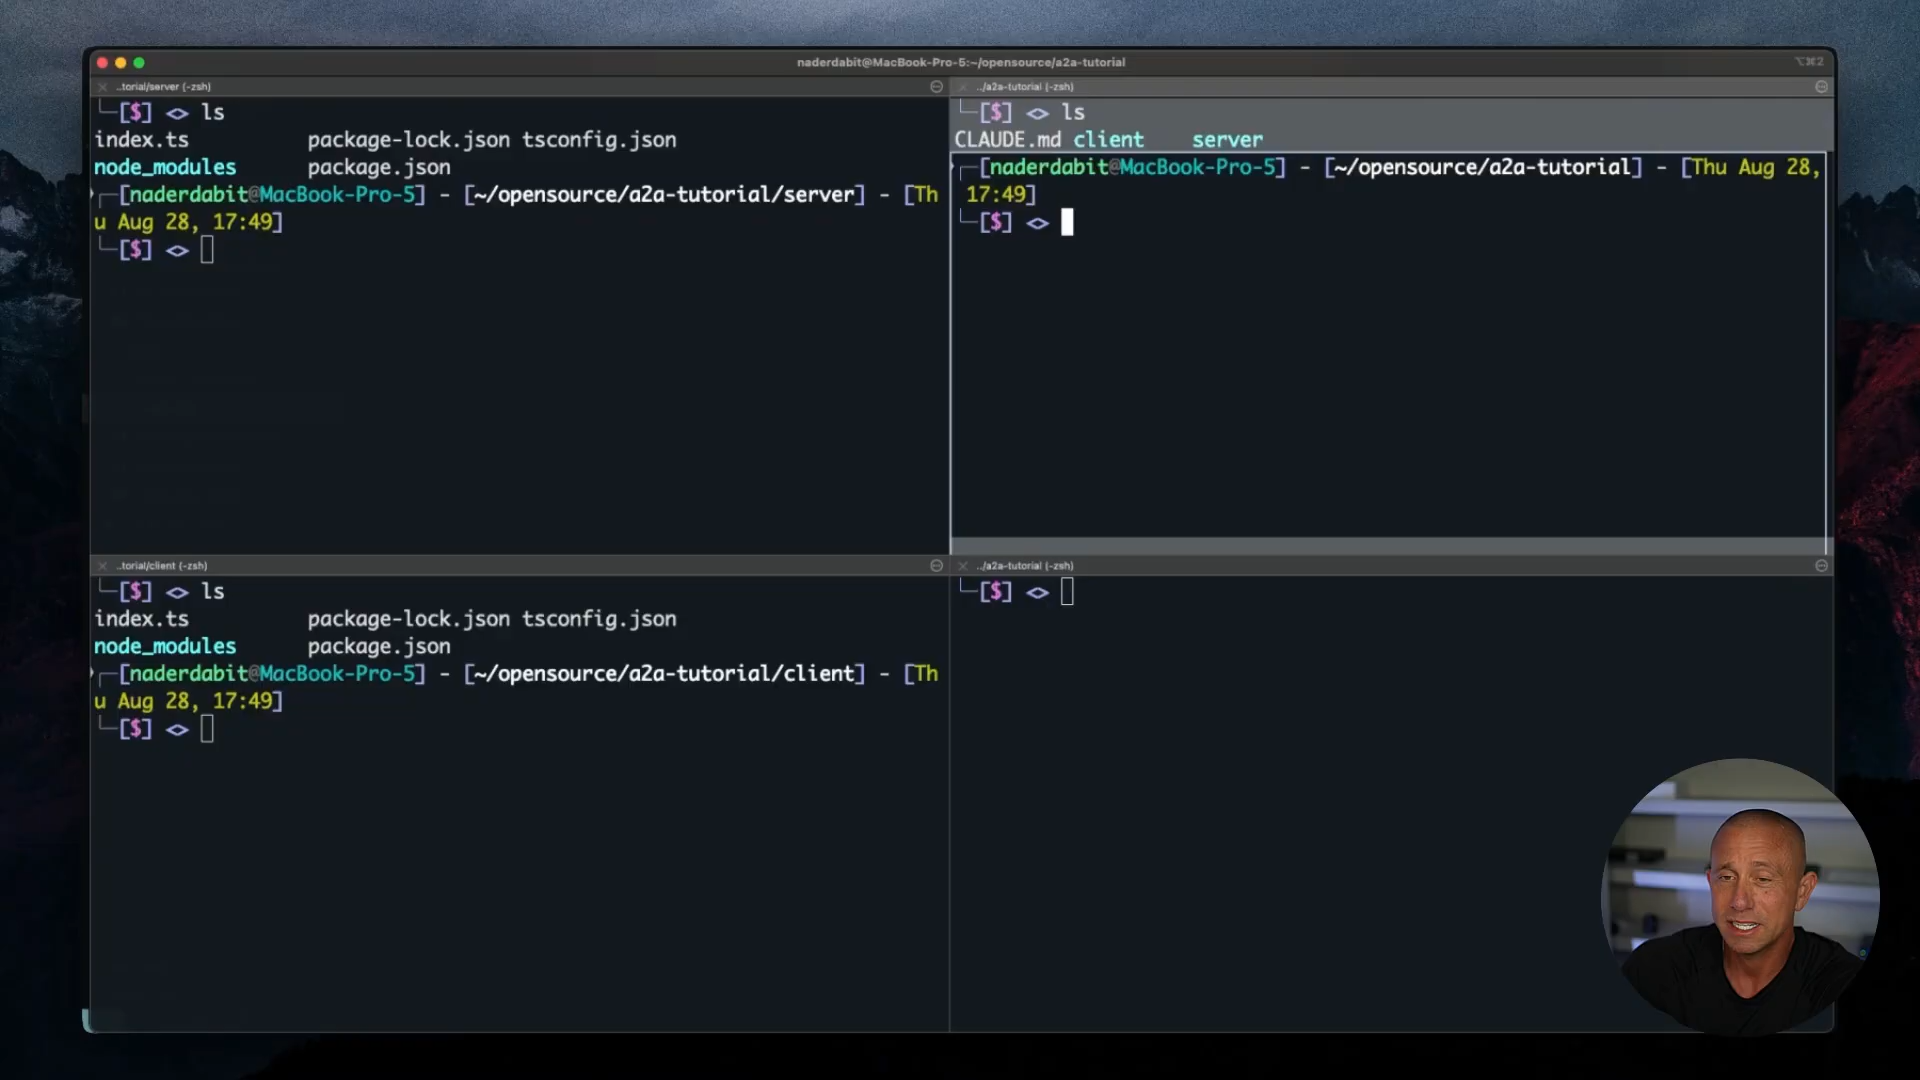 naderdabit@MacBook-Pro-5:~/opensource/a2a-tutorial
⌥⌘2
..torial/server (-zsh)
[$] <> ls
index.ts package-lock.json tsconfig.json
node_modules package.json
[naderdabit@MacBook-Pro-5] - [~/opensource/a2a-tutorial/server] - [Th
u Aug 28, 17:49]
[$] <>
../a2a-tutorial (-zsh)
[$] <> ls
CLAUDE.md client server
[naderdabit@MacBook-Pro-5] - [~/opensource/a2a-tutorial] - [Thu Aug 28,
17:49]
[$] <>
..torial/client (-zsh)
[$] <> ls
index.ts package-lock.json tsconfig.json
node_modules package.json
[naderdabit@MacBook-Pro-5] - [~/opensource/a2a-tutorial/client] - [Th
u Aug 28, 17:49]
[$] <>
../a2a-tutorial (-zsh)
[$] <>